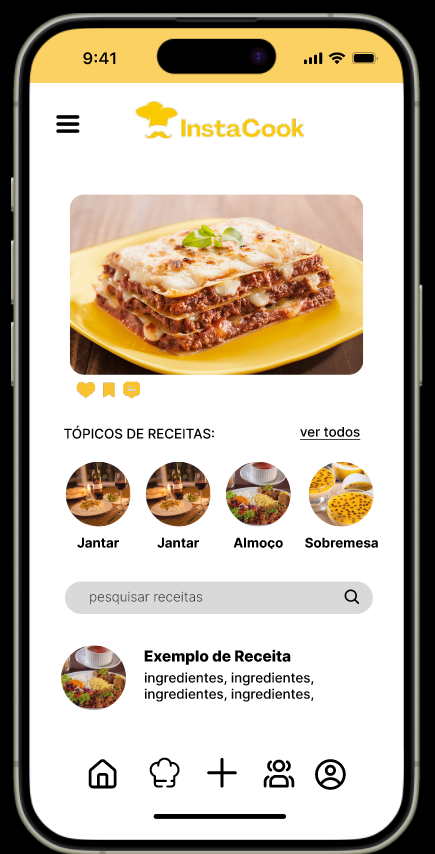 9:41
InstaCook
TÓPICOS DE RECEITAS:
ver todos
Jantar
Jantar
Almoço
Sobremesa
pesquisar receitas
Exemplo de Receita
ingredientes, ingredientes,
ingredientes, ingredientes,